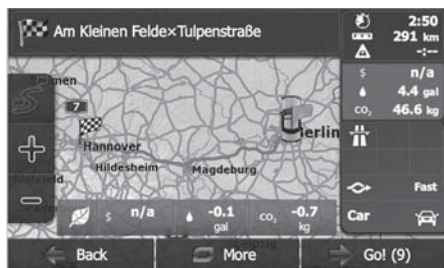 Am Kleinen Felde×Tulpenstraße
2:50
291 km
-:--
$ n/a
4.4 gal
CO₂ 46.6 kg
7
Hannover
erlin
Hildesheim
Magdeburg
$ n/a
-0.1 gal
CO₂ -0.7 kg
Fast
Car
Back
More
Go! (9)